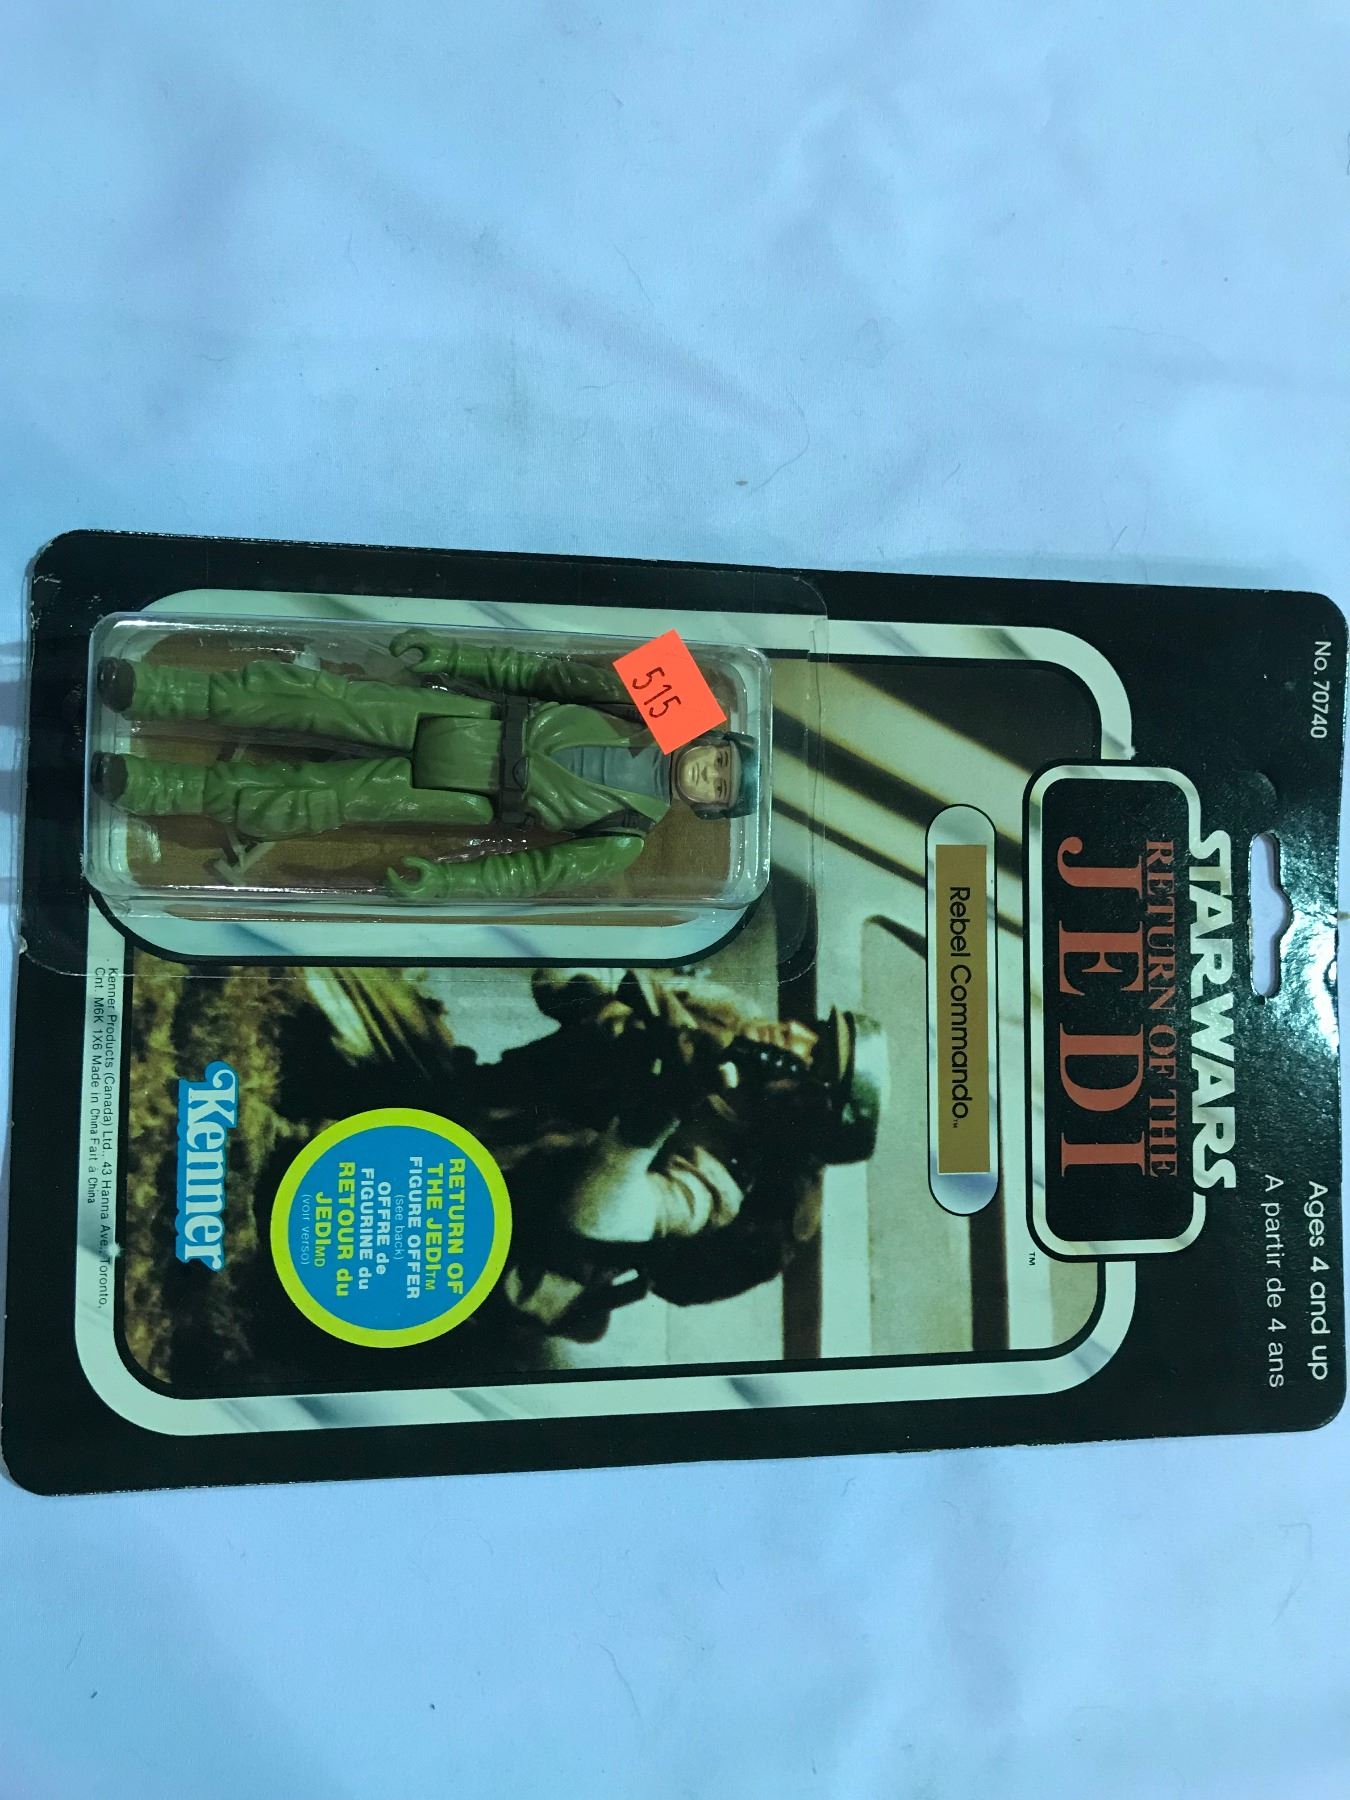 No. 70740
Ages 4 and up
A partir de 4 ans
STAR WARS
RETURN OF THE
JEDI
TM
Rebel Commando™
515
RETURN OF
THE JEDI™
FIGURE OFFER
(see back)
OFFRE de
FIGURINE du
RETOUR du
JEDIMD
(voir verso)
Kenner
Kenner Products (Canada) Ltd., 43 Hanna Ave., Toronto,
Cnt. M6K 1X6 Made in China Fait à China